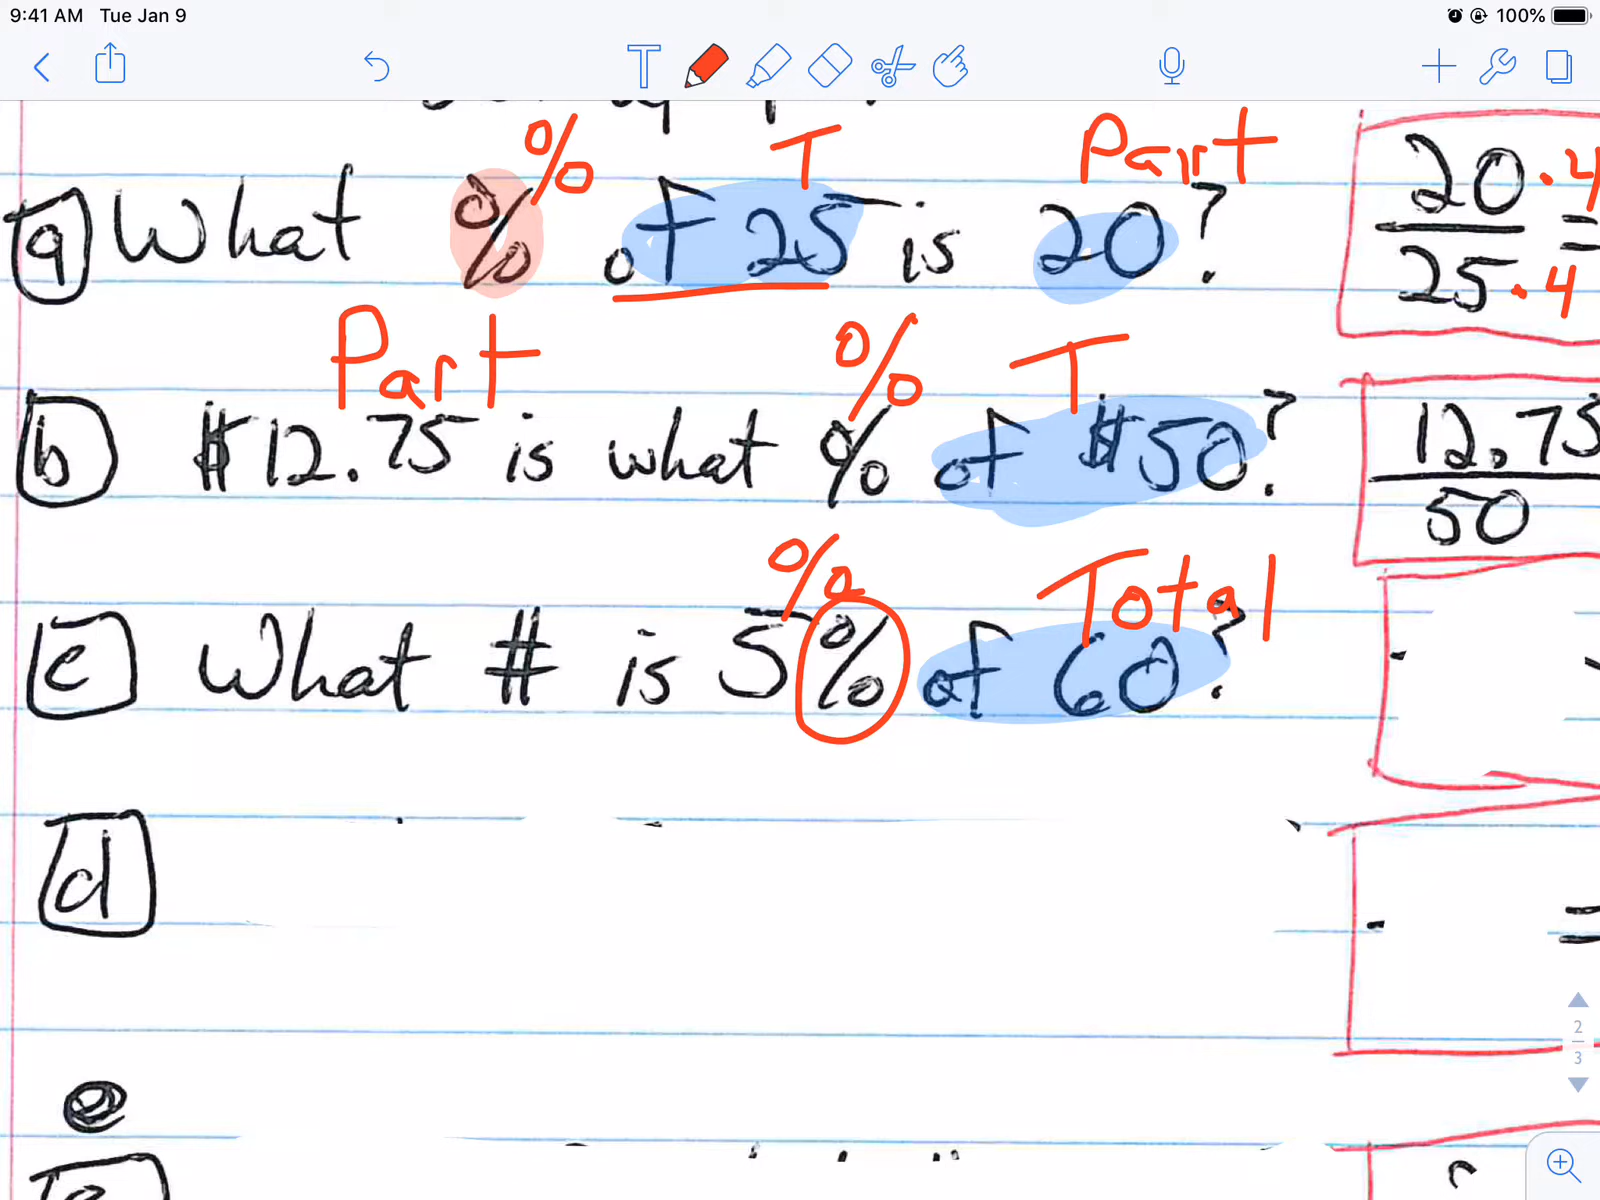 9:41 AM Tue Jan 9
100%
% T Part
a What % of 25 is 20?
20 · 4 =
25 · 4
Part % T
b $12.75 is what % of $50?
12.75
50
% Total
c What # is 5% of 60?
d
=
2
3